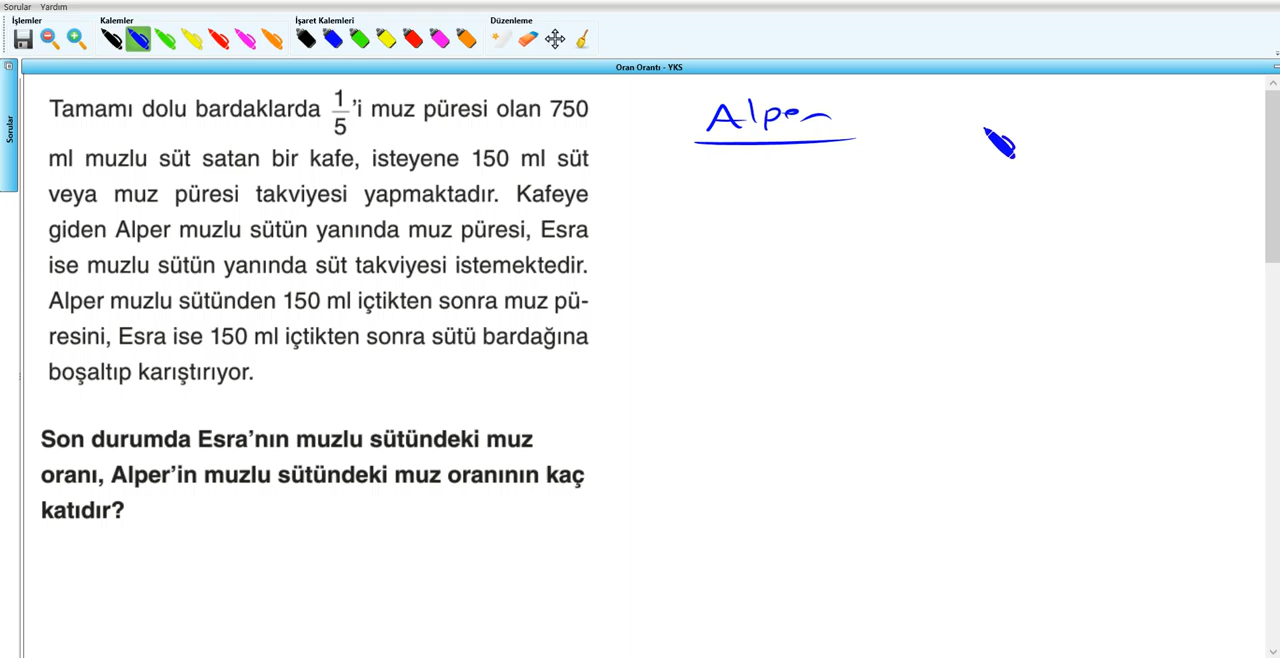 Sorular Yardım
İşlemler Kalemler İşaret Kalemleri Düzenleme
Oran Orantı - YKS
Sorular
Tamamı dolu bardaklarda 1/5 'i muz püresi olan 750
ml muzlu süt satan bir kafe, isteyene 150 ml süt
veya muz püresi takviyesi yapmaktadır. Kafeye
giden Alper muzlu sütün yanında muz püresi, Esra
ise muzlu sütün yanında süt takviyesi istemektedir.
Alper muzlu sütünden 150 ml içtikten sonra muz pü-
resini, Esra ise 150 ml içtikten sonra sütü bardağına
boşaltıp karıştırıyor.
Son durumda Esra'nın muzlu sütündeki muz
oranı, Alper'in muzlu sütündeki muz oranının kaç
katıdır?
Alper